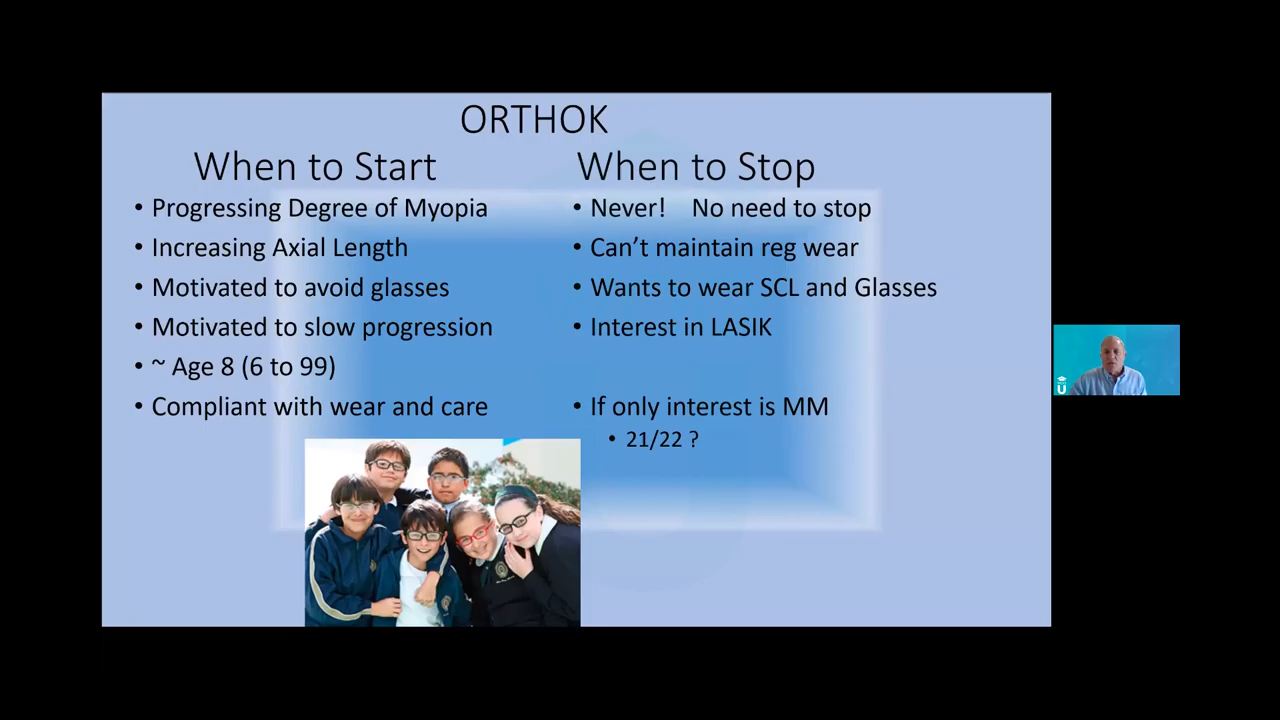 ORTHOK
When to Start
• Progressing Degree of Myopia
• Increasing Axial Length
• Motivated to avoid glasses
• Motivated to slow progression
• ~ Age 8 (6 to 99)
• Compliant with wear and care
When to Stop
• Never!    No need to stop
• Can’t maintain reg wear
• Wants to wear SCL and Glasses
• Interest in LASIK
• If only interest is MM
• 21/22 ?
U